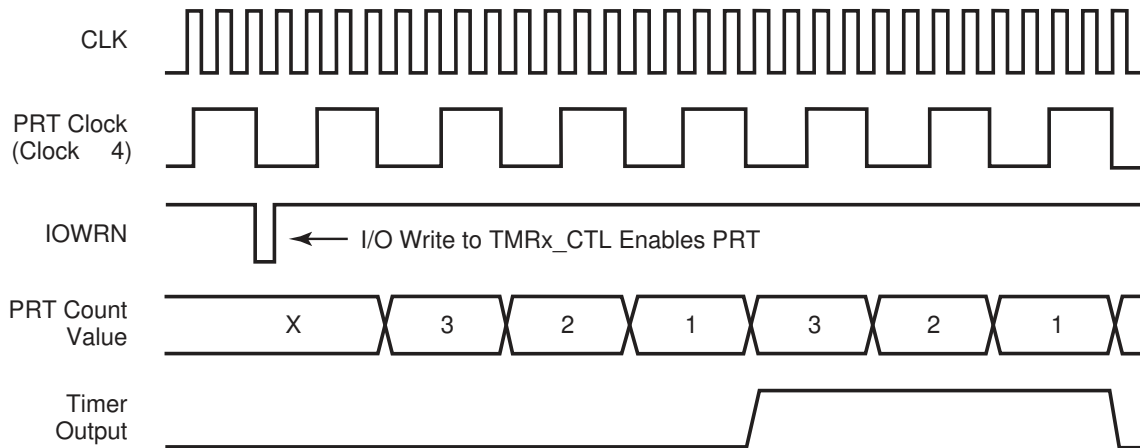 CLK
PRT Clock
(Clock 4)
IOWRN
I/O Write to TMRx_CTL Enables PRT
PRT Count
Value
X 3 2 1 3 2 1
Timer
Output